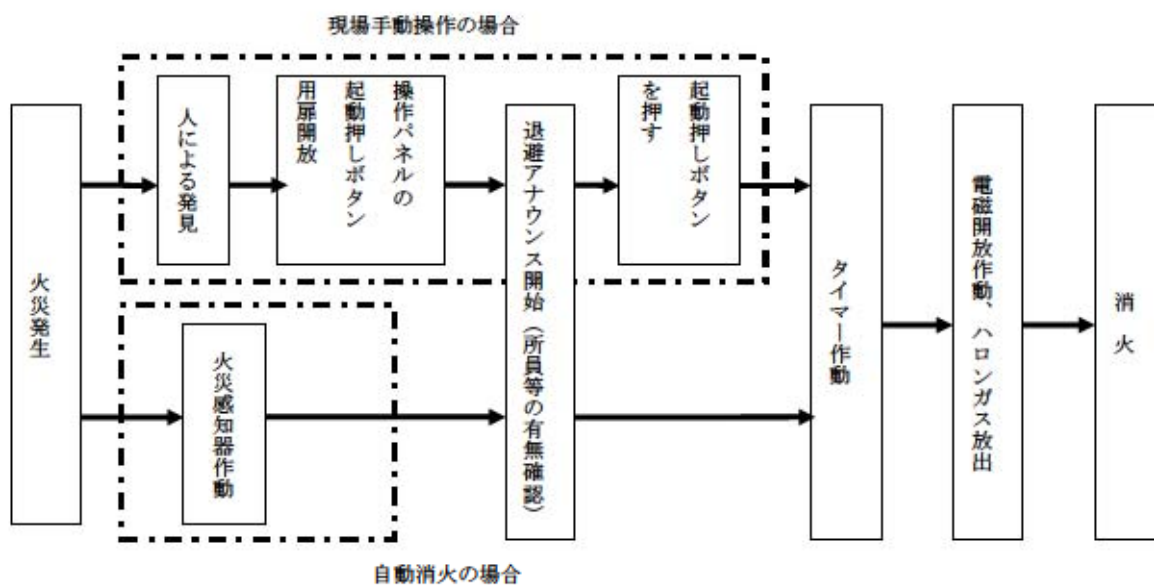 現場手動操作の場合
火災発生
人による発見
操作パネルの
起動押しボタン
用扉開放
退避アナウンス開始（所員等の有無確認）
起動押しボタン
を押す
タイマー作動
電磁開放作動、ハロンガス放出
消火
火災感知器作動
自動消火の場合